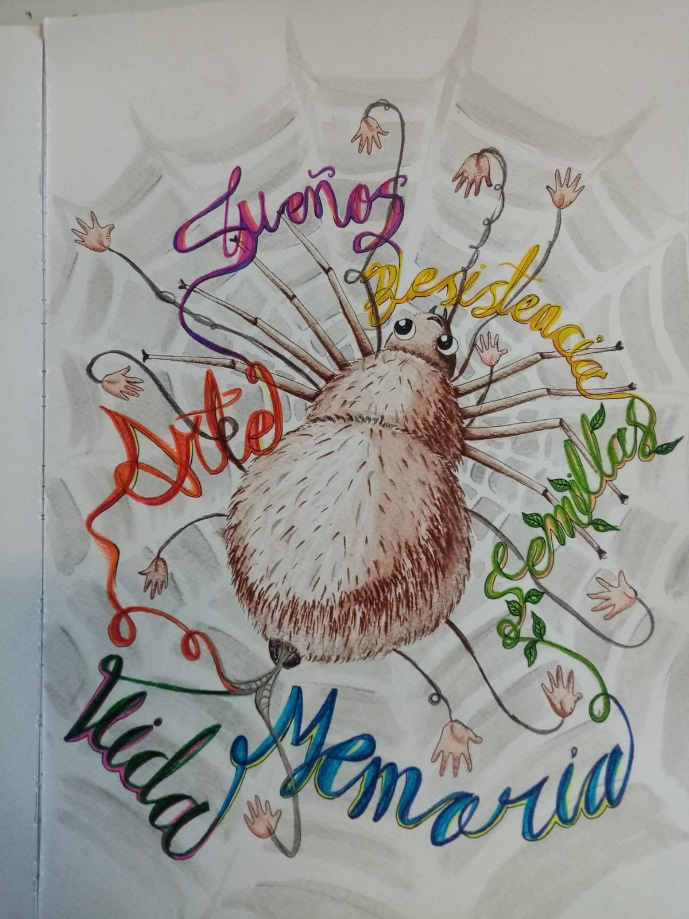 Sueños
Resistencia
Arte
Semillas
Vida
Memoria